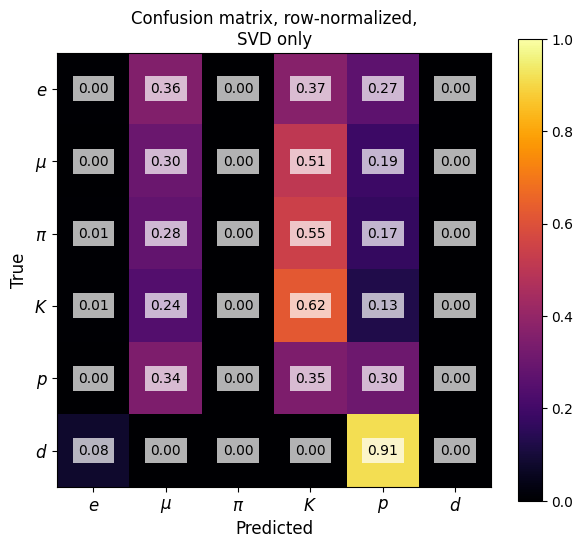 Confusion matrix, row-normalized,
SVD only
True
e 0.00 0.36 0.00 0.37 0.27 0.00
μ 0.00 0.30 0.00 0.51 0.19 0.00
π 0.01 0.28 0.00 0.55 0.17 0.00
K 0.01 0.24 0.00 0.62 0.13 0.00
p 0.00 0.34 0.00 0.35 0.30 0.00
d 0.08 0.00 0.00 0.00 0.91 0.00
e μ π K p d
Predicted
1.0
0.8
0.6
0.4
0.2
0.0